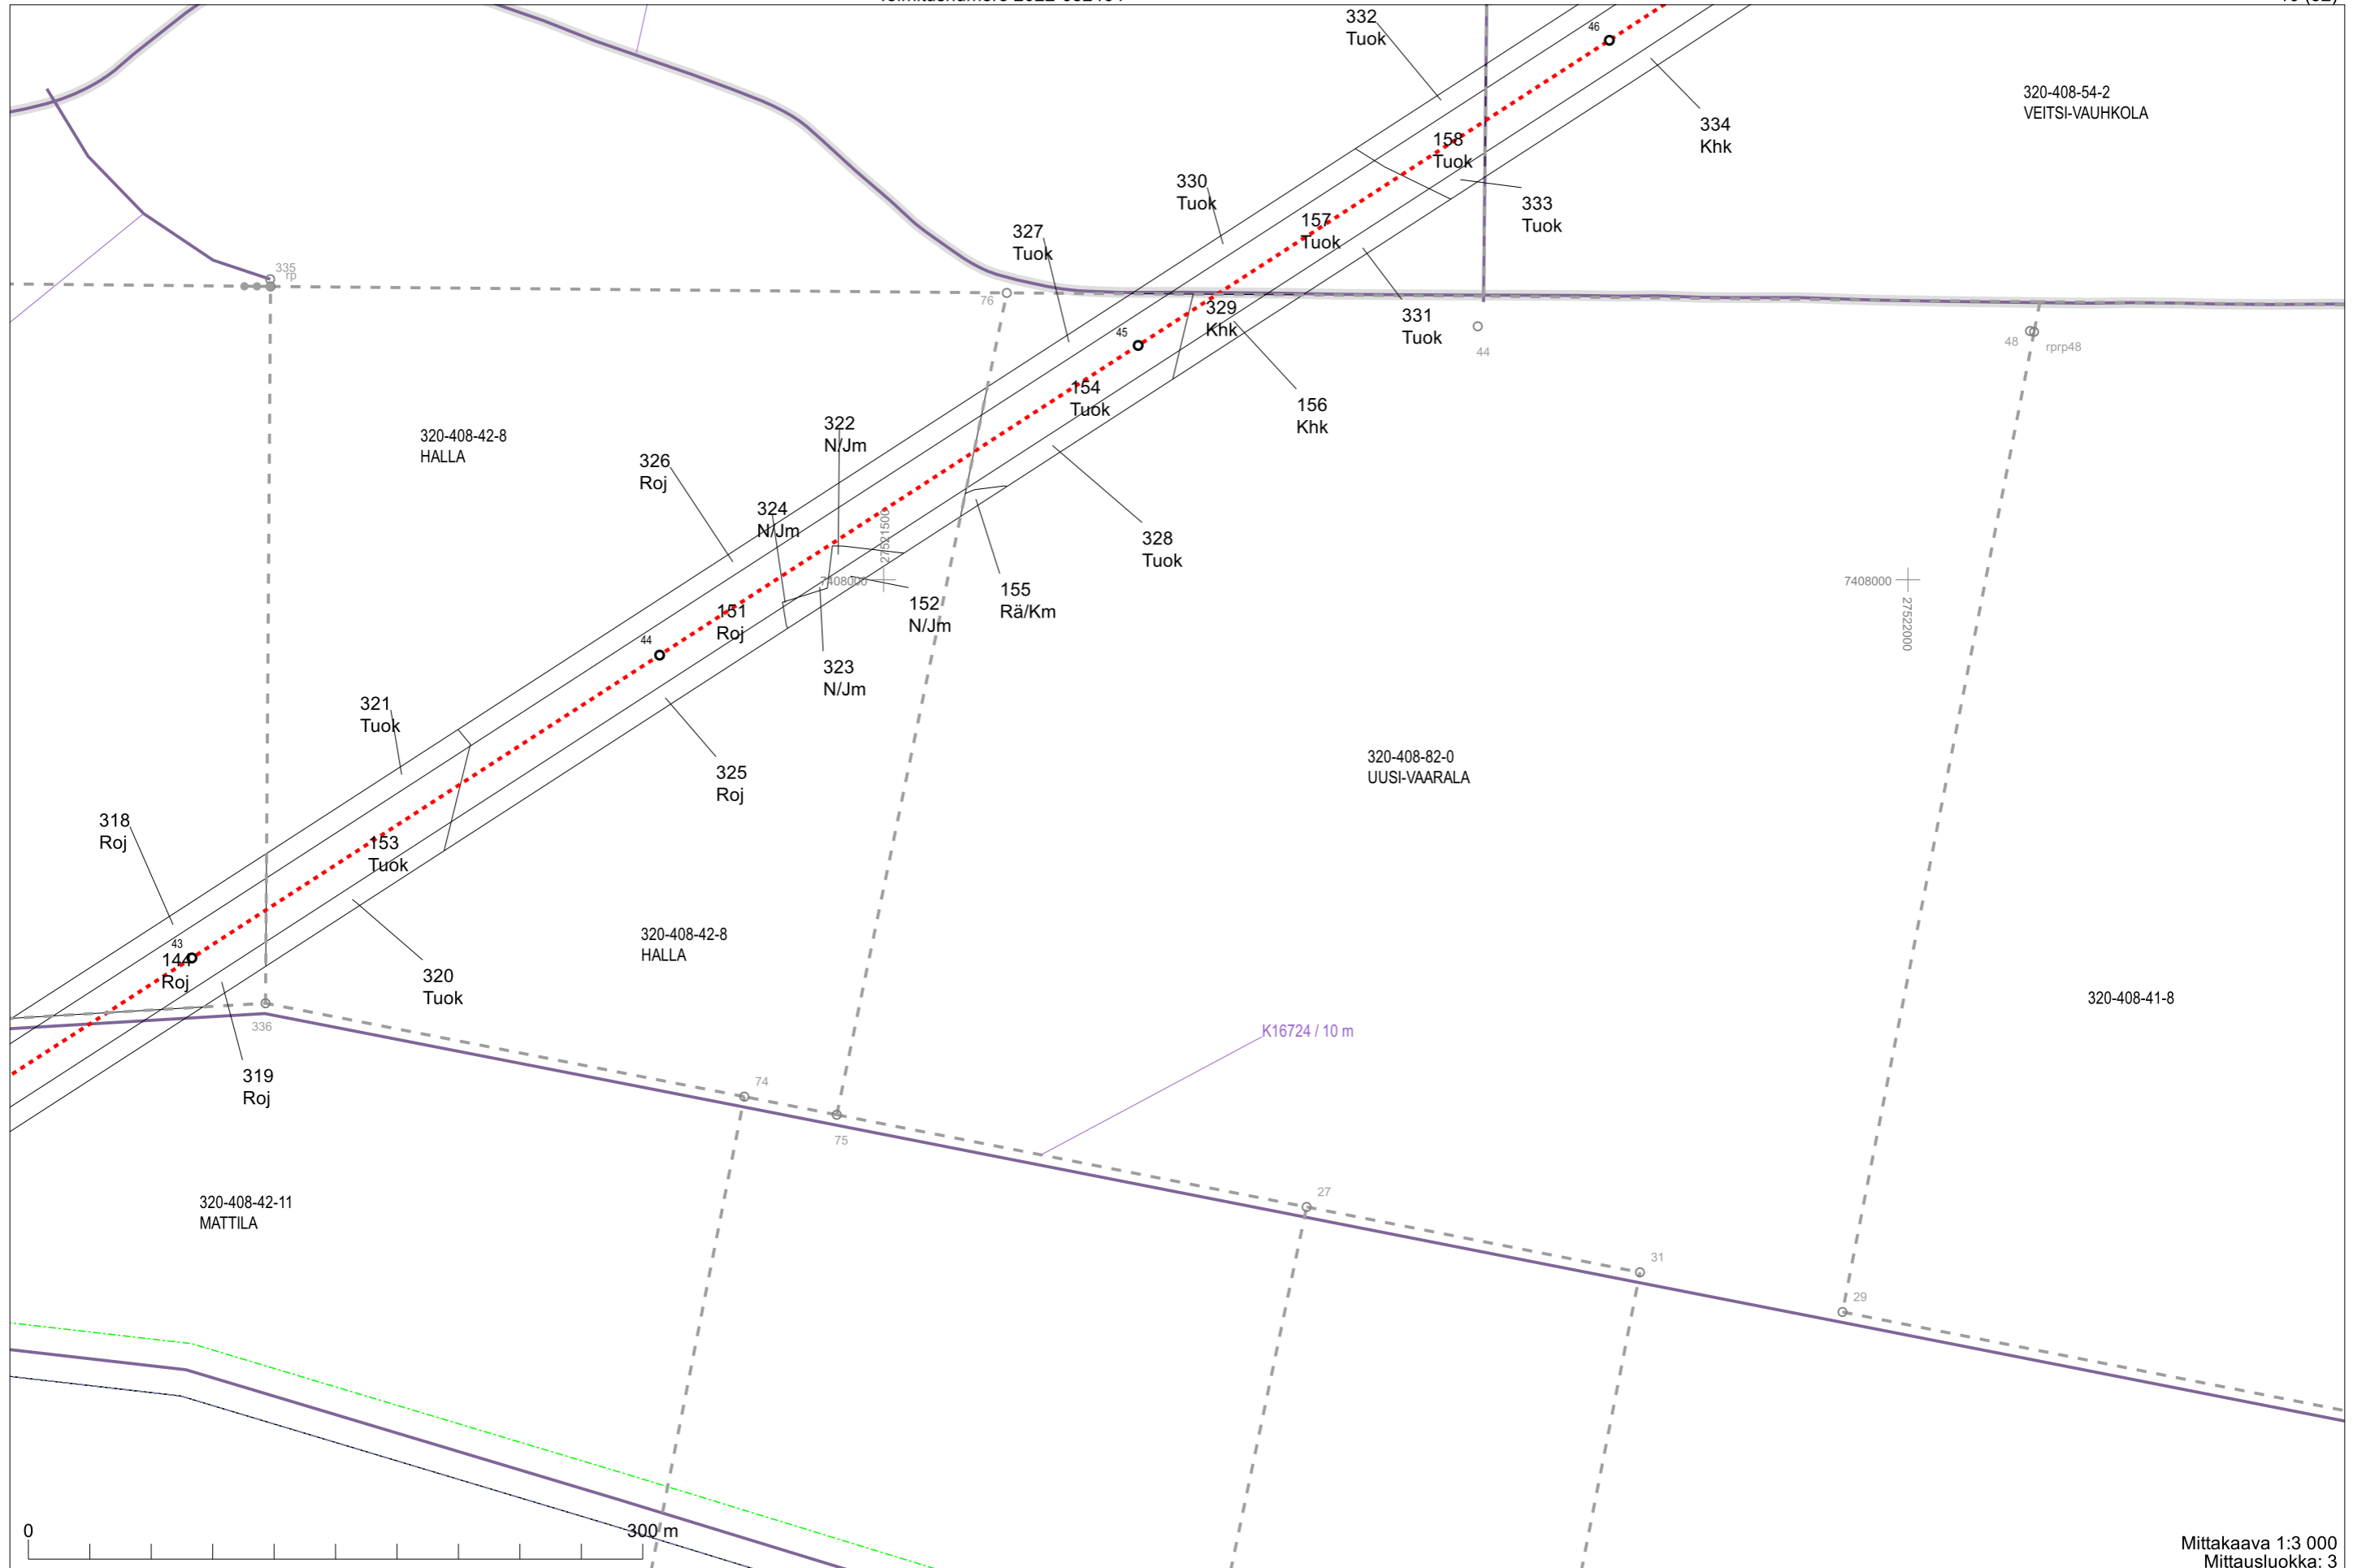 332
Tuok
46
320-408-54-2
VEITSI-VAUHKOLA
334
Khk
158
Tuok
330
Tuok
333
Tuok
157
Tuok
327
Tuok
335
rp
76
329
Khk
331
Tuok
45
44
48
rprp48
154
Tuok
156
Khk
320-408-42-8
HALLA
322
N/Jm
326
Roj
324
N/Jm
27521500
328
Tuok
7408000
7408000
27522000
155
Rä/Km
152
N/Jm
151
Roj
44
323
N/Jm
321
Tuok
325
Roj
320-408-82-0
UUSI-VAARALA
318
Roj
153
Tuok
43
144
Roj
320-408-42-8
HALLA
320
Tuok
320-408-41-8
336
K16724 / 10 m
319
Roj
74
75
27
320-408-42-11
MATTILA
31
29
0
300 m
Mittakaava 1:3 000
Mittausluokka: 3